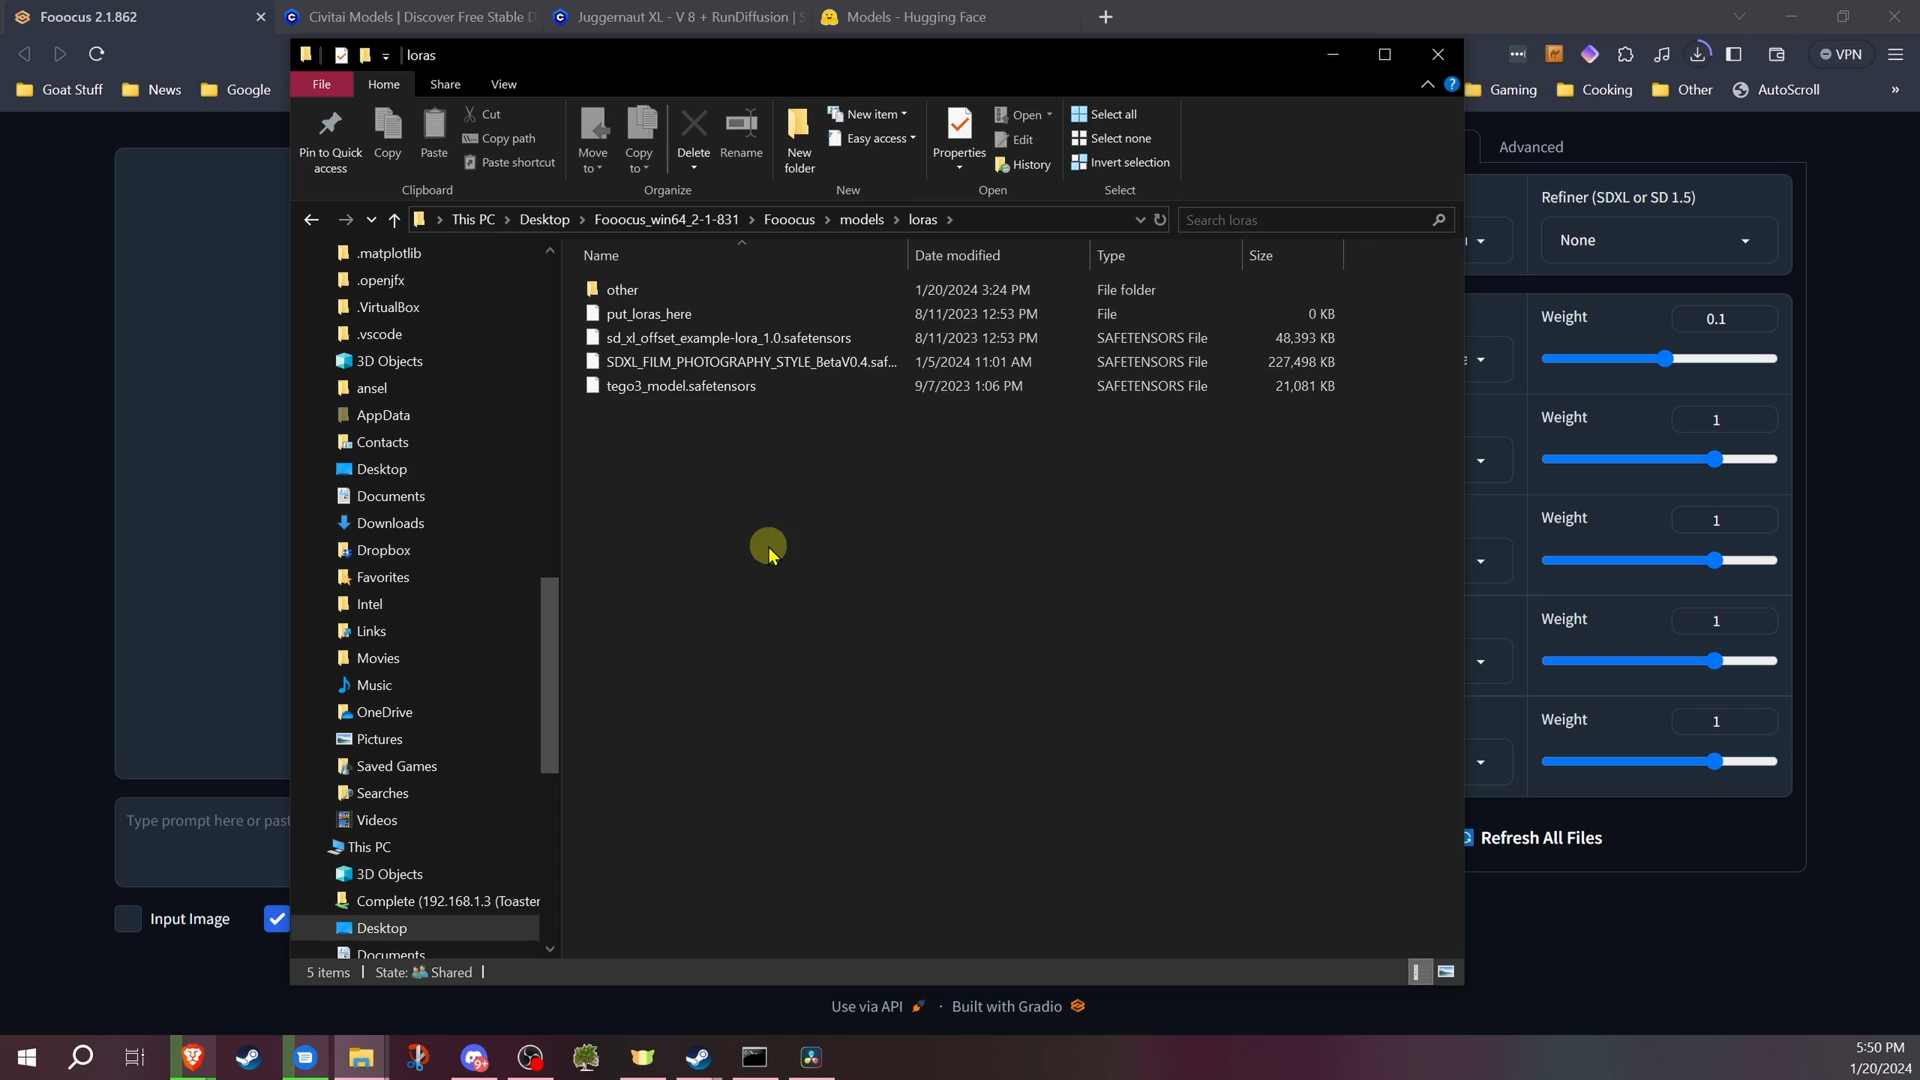 Fooocus 2.1.862
Civitai Models | Discover Free Stable D
Juggernaut XL - V 8 + RunDiffusion | S
Models - Hugging Face
VPN
Goat Stuff
News
Google
Gaming
Cooking
Other
AutoScroll
»
loras
File
Home
Share
View
Pin to Quick access
Copy
Paste
Cut
Copy path
Paste shortcut
Clipboard
Move to
Copy to
Delete
Rename
Organize
New folder
New item
Easy access
New
Properties
Open
Edit
History
Open
Select all
Select none
Invert selection
Select
This PC > Desktop > Fooocus_win64_2-1-831 > Fooocus > models > loras >
Search loras
.matplotlib
.openjfx
.VirtualBox
.vscode
3D Objects
ansel
AppData
Contacts
Desktop
Documents
Downloads
Dropbox
Favorites
Intel
Links
Movies
Music
OneDrive
Pictures
Saved Games
Searches
Videos
This PC
3D Objects
Complete (192.168.1.3 (Toaster
Desktop
Documents
Name Date modified Type Size
other 1/20/2024 3:24 PM File folder
put_loras_here 8/11/2023 12:53 PM File 0 KB
sd_xl_offset_example-lora_1.0.safetensors 8/11/2023 12:53 PM SAFETENSORS File 48,393 KB
SDXL_FILM_PHOTOGRAPHY_STYLE_BetaV0.4.saf... 1/5/2024 11:01 AM SAFETENSORS File 227,498 KB
tego3_model.safetensors 9/7/2023 1:06 PM SAFETENSORS File 21,081 KB
5 items
State: Shared
Advanced
Refiner (SDXL or SD 1.5)
None
Weight 0.1
Weight 1
Weight 1
Weight 1
Weight 1
Refresh All Files
Type prompt here or past
Input Image
Use via API · Built with Gradio
9+
5:50 PM
1/20/2024